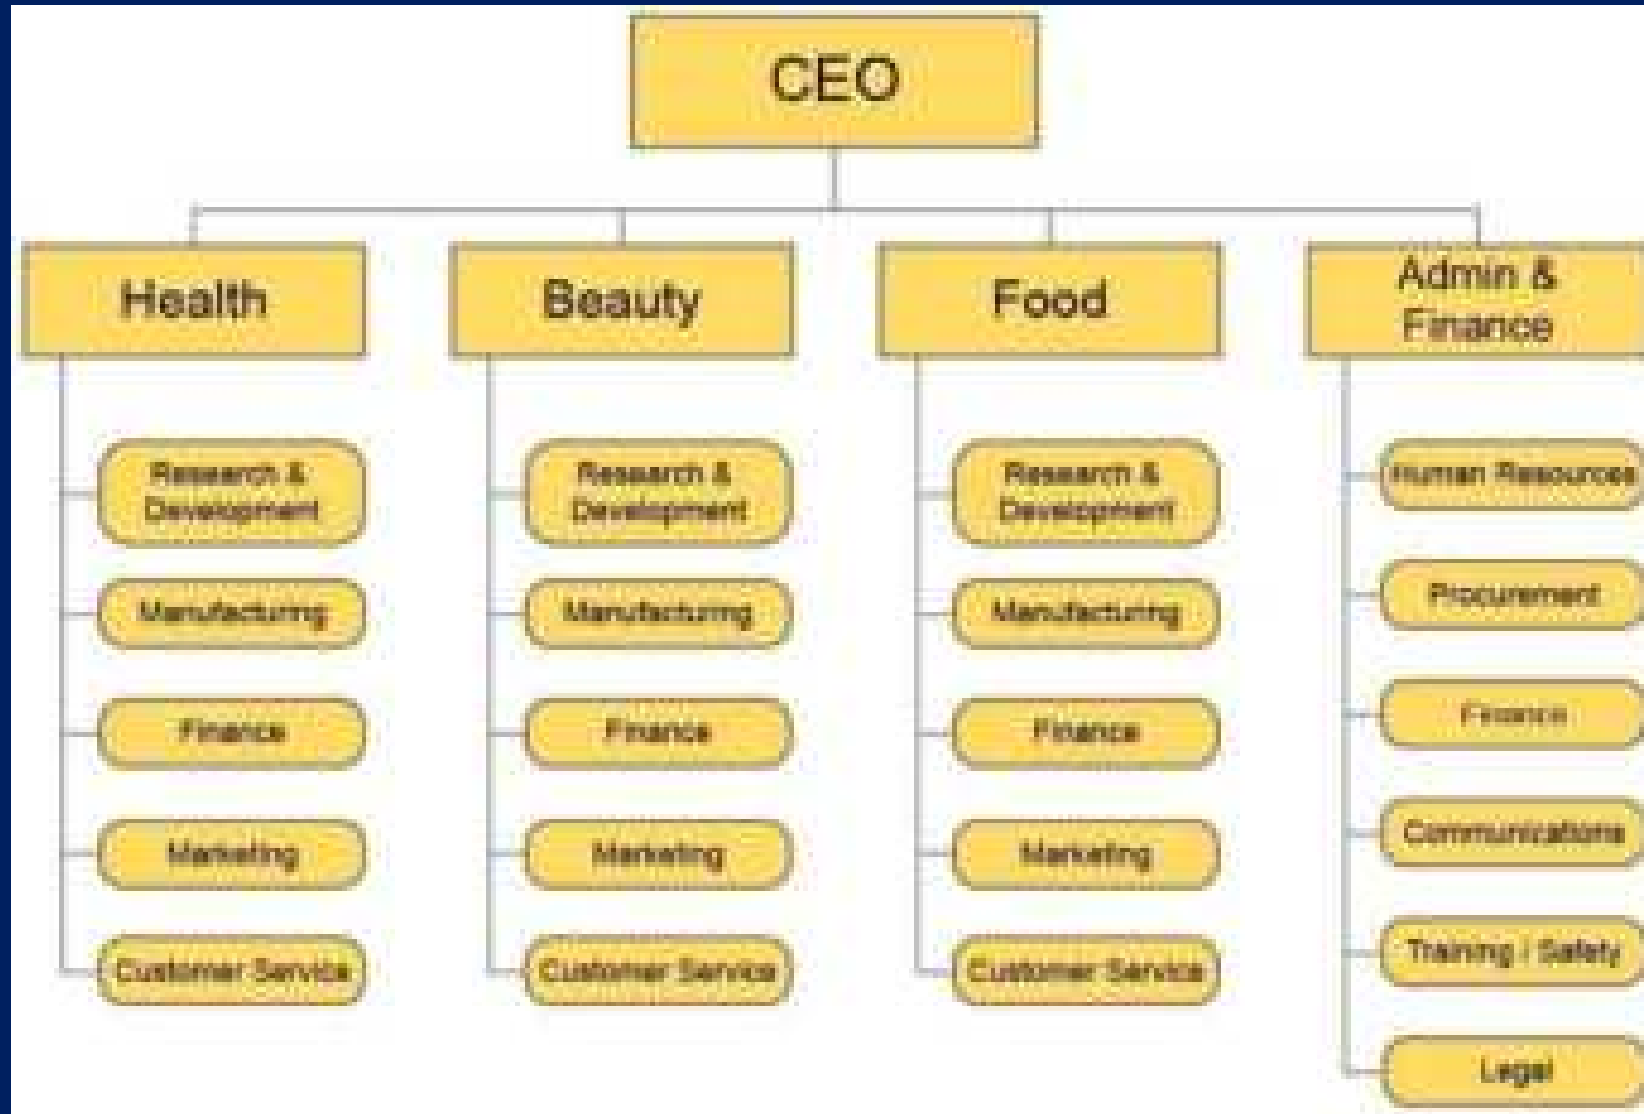 CEO
Health
Beauty
Food
Admin &
Finance
Research &
Development
Manufacturing
Finance
Marketing
Customer Service
Research &
Development
Manufacturing
Finance
Marketing
Customer Service
Research &
Development
Manufacturing
Finance
Marketing
Customer Service
Human Resources
Procurement
Finance
Communications
Training / Safety
Legal